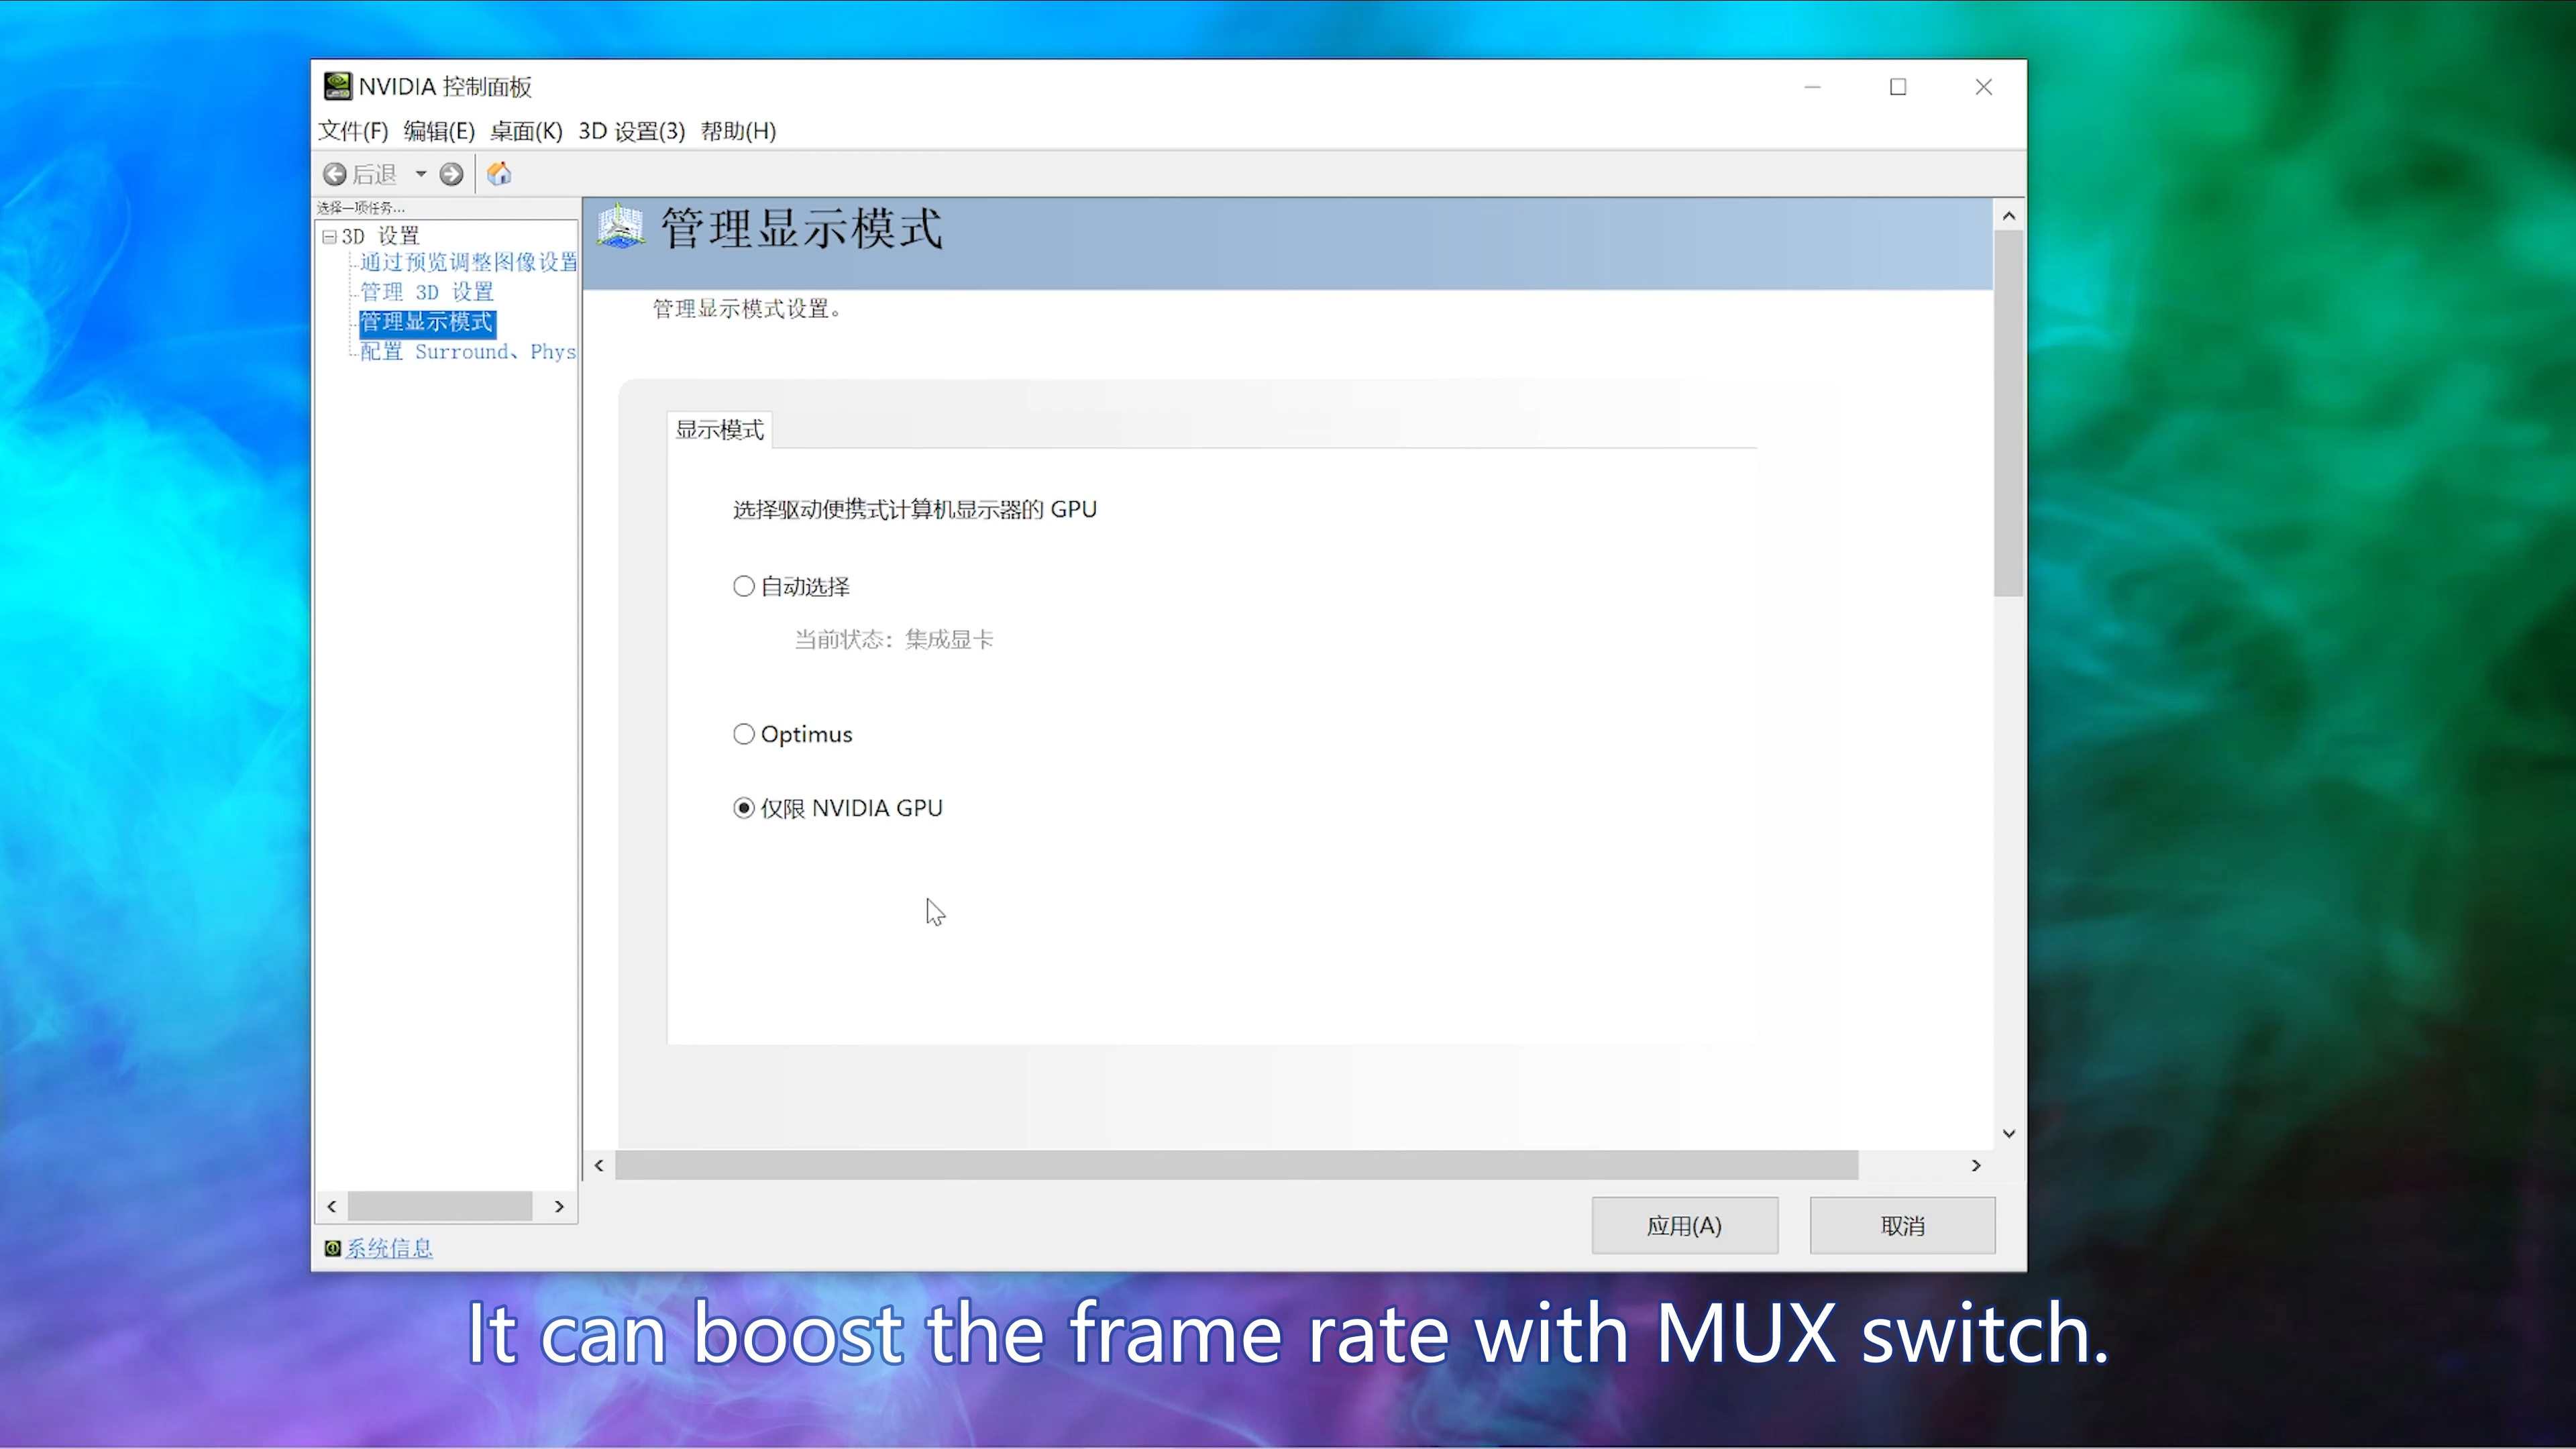 NVIDIA 控制面板
文件(F) 编辑(E) 桌面(K) 3D 设置(3) 帮助(H)
后退
选择一项任务...
3D 设置
通过预览调整图像设置
管理 3D 设置
管理显示模式
配置 Surround、Phys
系统信息
管理显示模式
管理显示模式设置。
显示模式
选择驱动便携式计算机显示器的 GPU
自动选择
当前状态：集成显卡
Optimus
仅限 NVIDIA GPU
应用(A)
取消
It can boost the frame rate with MUX switch.